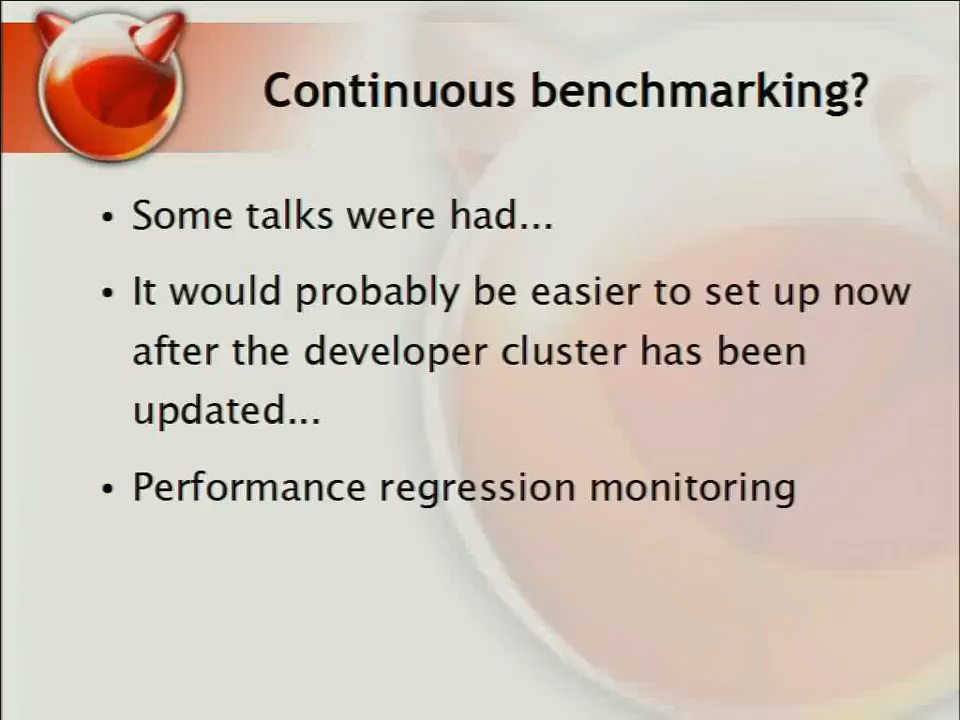 Continuous benchmarking?
• Some talks were had...
• It would probably be easier to set up now
after the developer cluster has been
updated...
• Performance regression monitoring